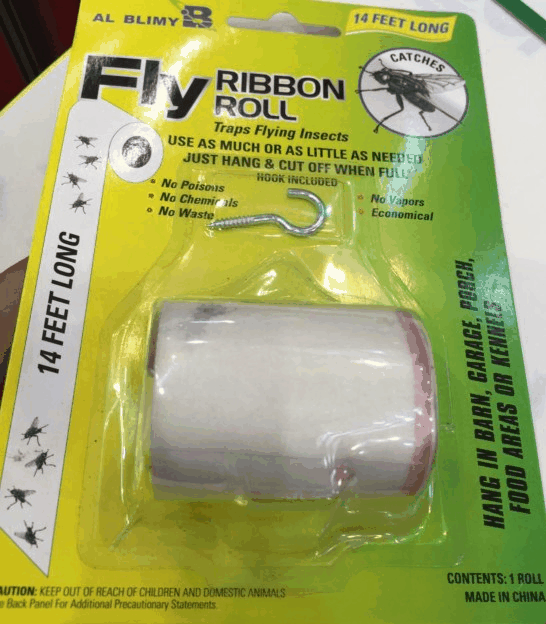 AL BLIMY R
14 FEET LONG
Fly RIBBON
ROLL
CATCHES
Traps Flying Insects
USE AS MUCH OR AS LITTLE AS NEEDED
JUST HANG & CUT OFF WHEN FULL
HOOK INCLUDED
• No Poisons
• No Chemicals
• No Waste
• No Vapors
• Economical
14 FEET LONG
HANG IN BARN, GARAGE, PORCH,
FOOD AREAS OR KENNELS
AUTION: KEEP OUT OF REACH OF CHILDREN AND DOMESTIC ANIMALS
e Back Panel For Additional Precautionary Statements.
CONTENTS: 1 ROLL
MADE IN CHINA